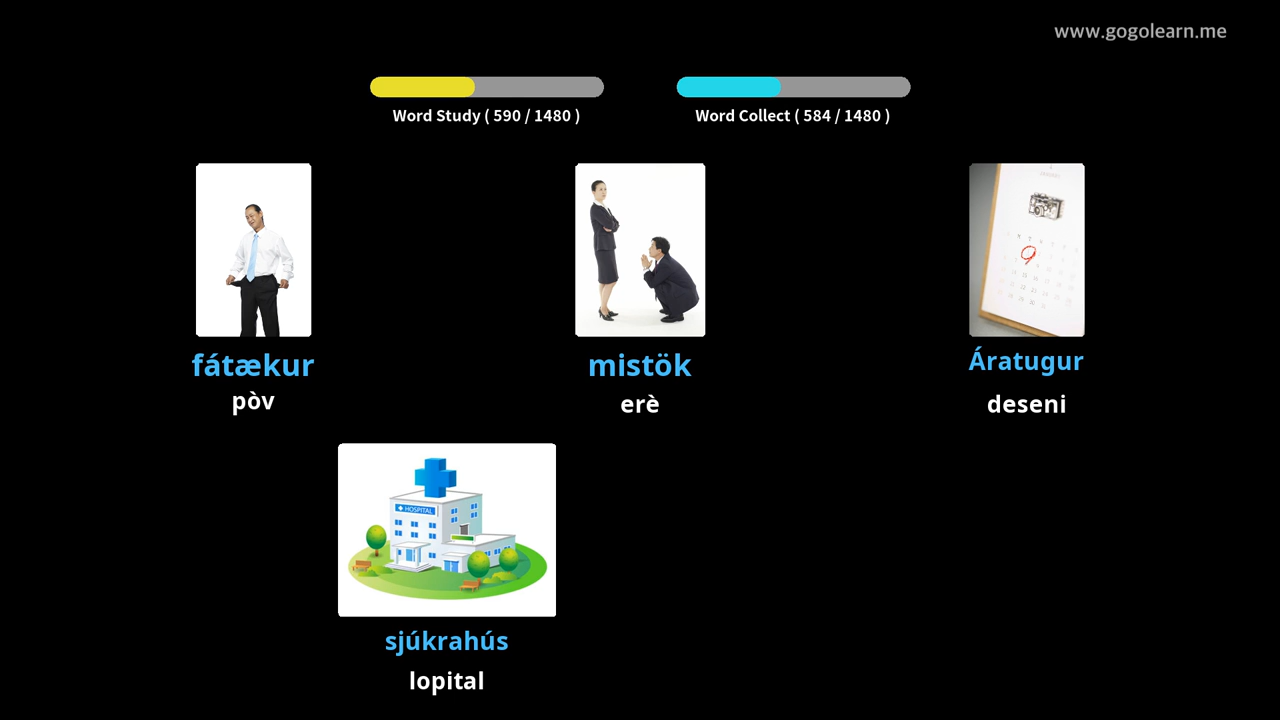 www.gogolearn.me
Word Study ( 590 / 1480 )
Word Collect ( 584 / 1480 )
fátækur
pòv
mistök
erè
Áratugur
deseni
HOSPITAL
sjúkrahús
lopital